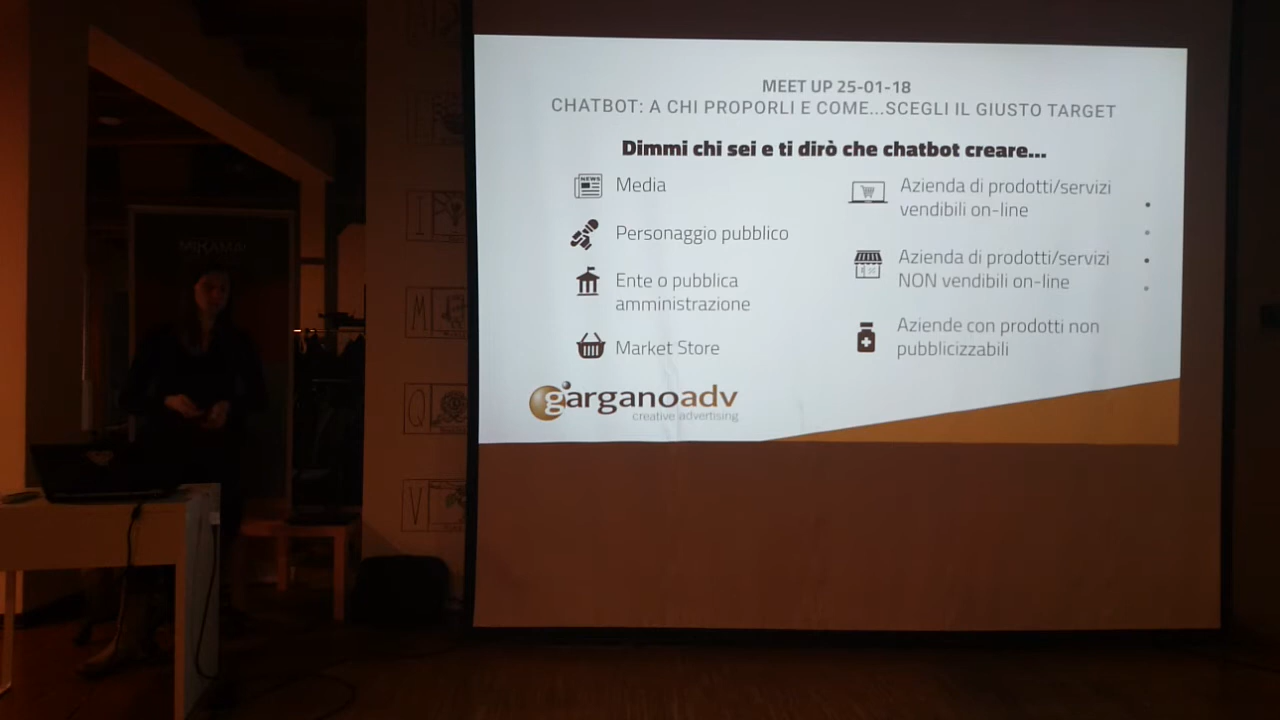 MEET UP 25-01-18
CHATBOT: A CHI PROPORLI E COME...SCEGLI IL GIUSTO TARGET
Dimmi chi sei e ti dirò che chatbot creare...
NEWS
Media
Personaggio pubblico
Ente o pubblica
amministrazione
Market Store
Azienda di prodotti/servizi
vendibili on-line
Azienda di prodotti/servizi
NON vendibili on-line
Aziende con prodotti non
pubblicizzabili
garganoadv
creative advertising
MIKAMAI
I
M
Q
V